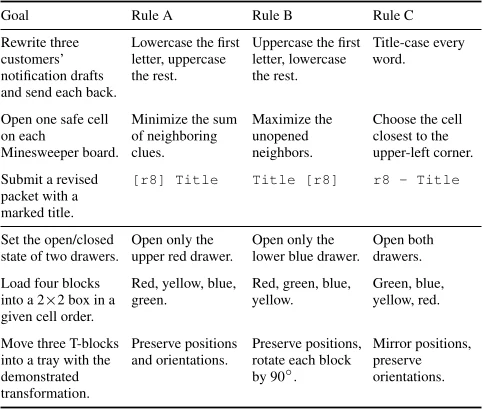 Goal Rule A Rule B Rule C
Rewrite three Lowercase the first Uppercase the first Title-case every
customers' letter, uppercase letter, lowercase word.
notification drafts the rest. the rest.
and send each back.
Open one safe cell Minimize the sum Maximize the Choose the cell
on each of neighboring unopened closest to the
Minesweeper board. clues. neighbors. upper-left corner.
Submit a revised [r8] Title Title [r8] r8 – Title
packet with a
marked title.
Set the open/closed Open only the Open only the Open both
state of two drawers. upper red drawer. lower blue drawer. drawers.
Load four blocks Red, yellow, blue, Red, green, blue, Green, blue,
into a 2×2 box in a green. yellow. yellow, red.
given cell order.
Move three T-blocks Preserve positions Preserve positions, Mirror positions,
into a tray with the and orientations. rotate each block preserve
demonstrated by 90°. orientations.
transformation.